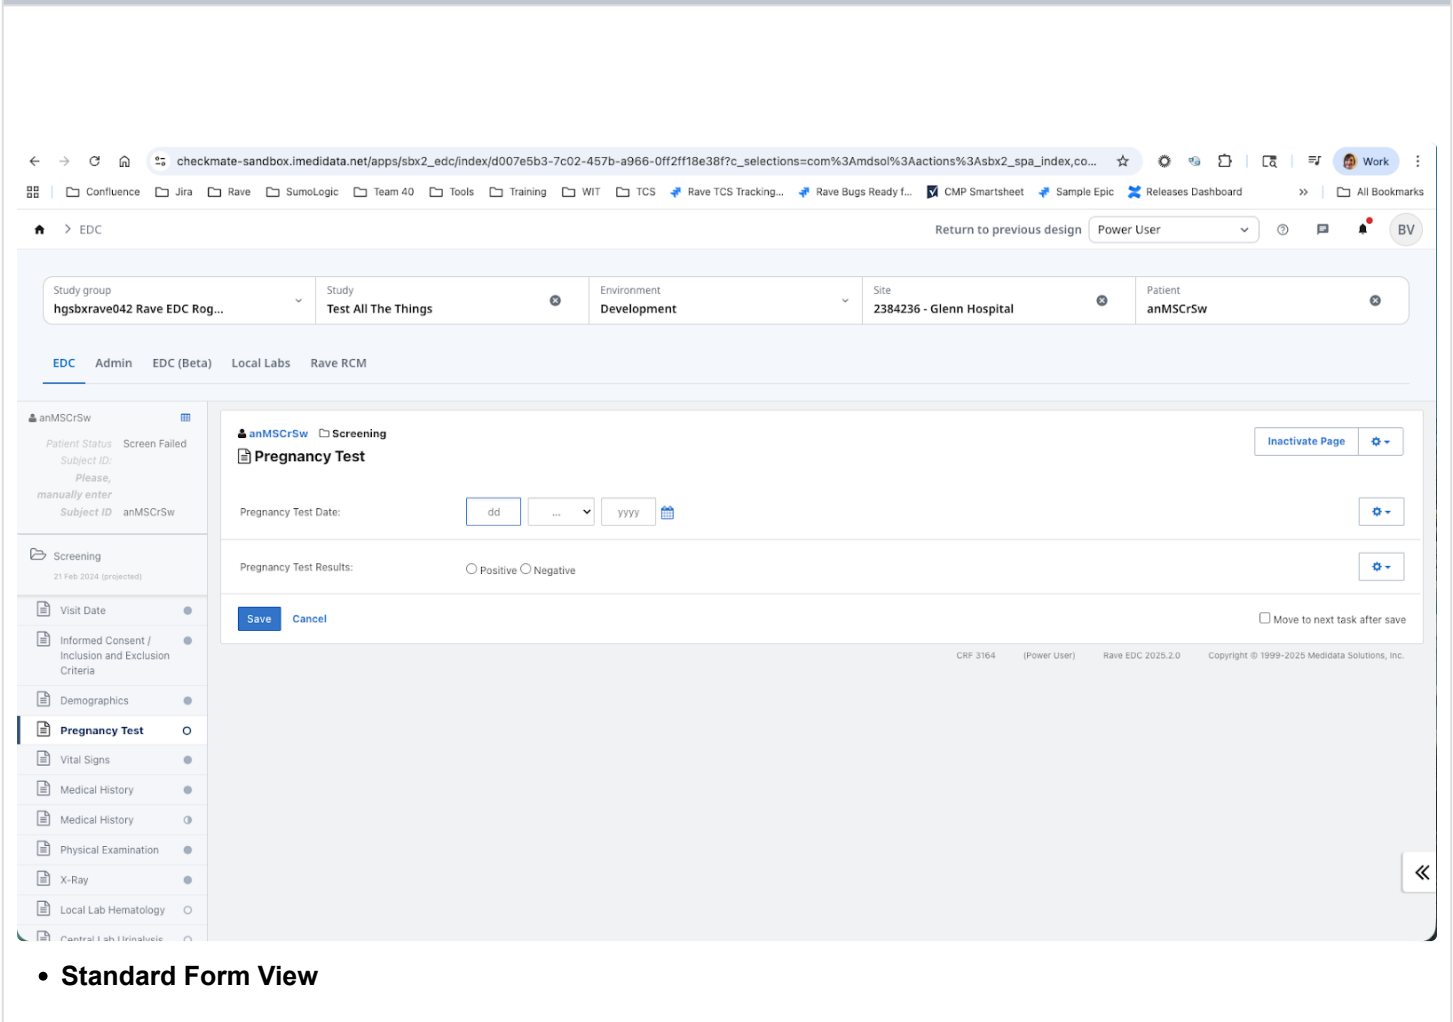 checkmate-sandbox.imedidata.net/apps/sbx2_edc/index/d007e5b3-7c02-457b-a966-0ff2ff18e38f?c_selections=com%3Amdsol%3Aactions%3Asbx2_spa_index,co...
Work
Confluence Jira Rave SumoLogic Team 40 Tools Training WIT TCS Rave TCS Tracking... Rave Bugs Ready f... CMP Smartsheet Sample Epic Releases Dashboard » All Bookmarks
> EDC
Return to previous design Power User BV
Study group Study Environment Site Patient
hgsbxrave042 Rave EDC Rog... Test All The Things Development 2384236 - Glenn Hospital anMSCrSw
EDC Admin EDC (Beta) Local Labs Rave RCM
anMSCrSw
Patient Status Screen Failed
Subject ID:
Please,
manually enter
Subject ID anMSCrSw
Screening
21 Feb 2024 (projected)
Visit Date
Informed Consent /
Inclusion and Exclusion
Criteria
Demographics
Pregnancy Test
Vital Signs
Medical History
Medical History
Physical Examination
X-Ray
Local Lab Hematology
Central Lab Urinalysis
anMSCrSw Screening
Pregnancy Test
Inactivate Page
Pregnancy Test Date: dd ... yyyy
Pregnancy Test Results: Positive Negative
Save Cancel
Move to next task after save
CRF 3164 (Power User) Rave EDC 2025.2.0 Copyright © 1999-2025 Medidata Solutions, Inc.
• Standard Form View